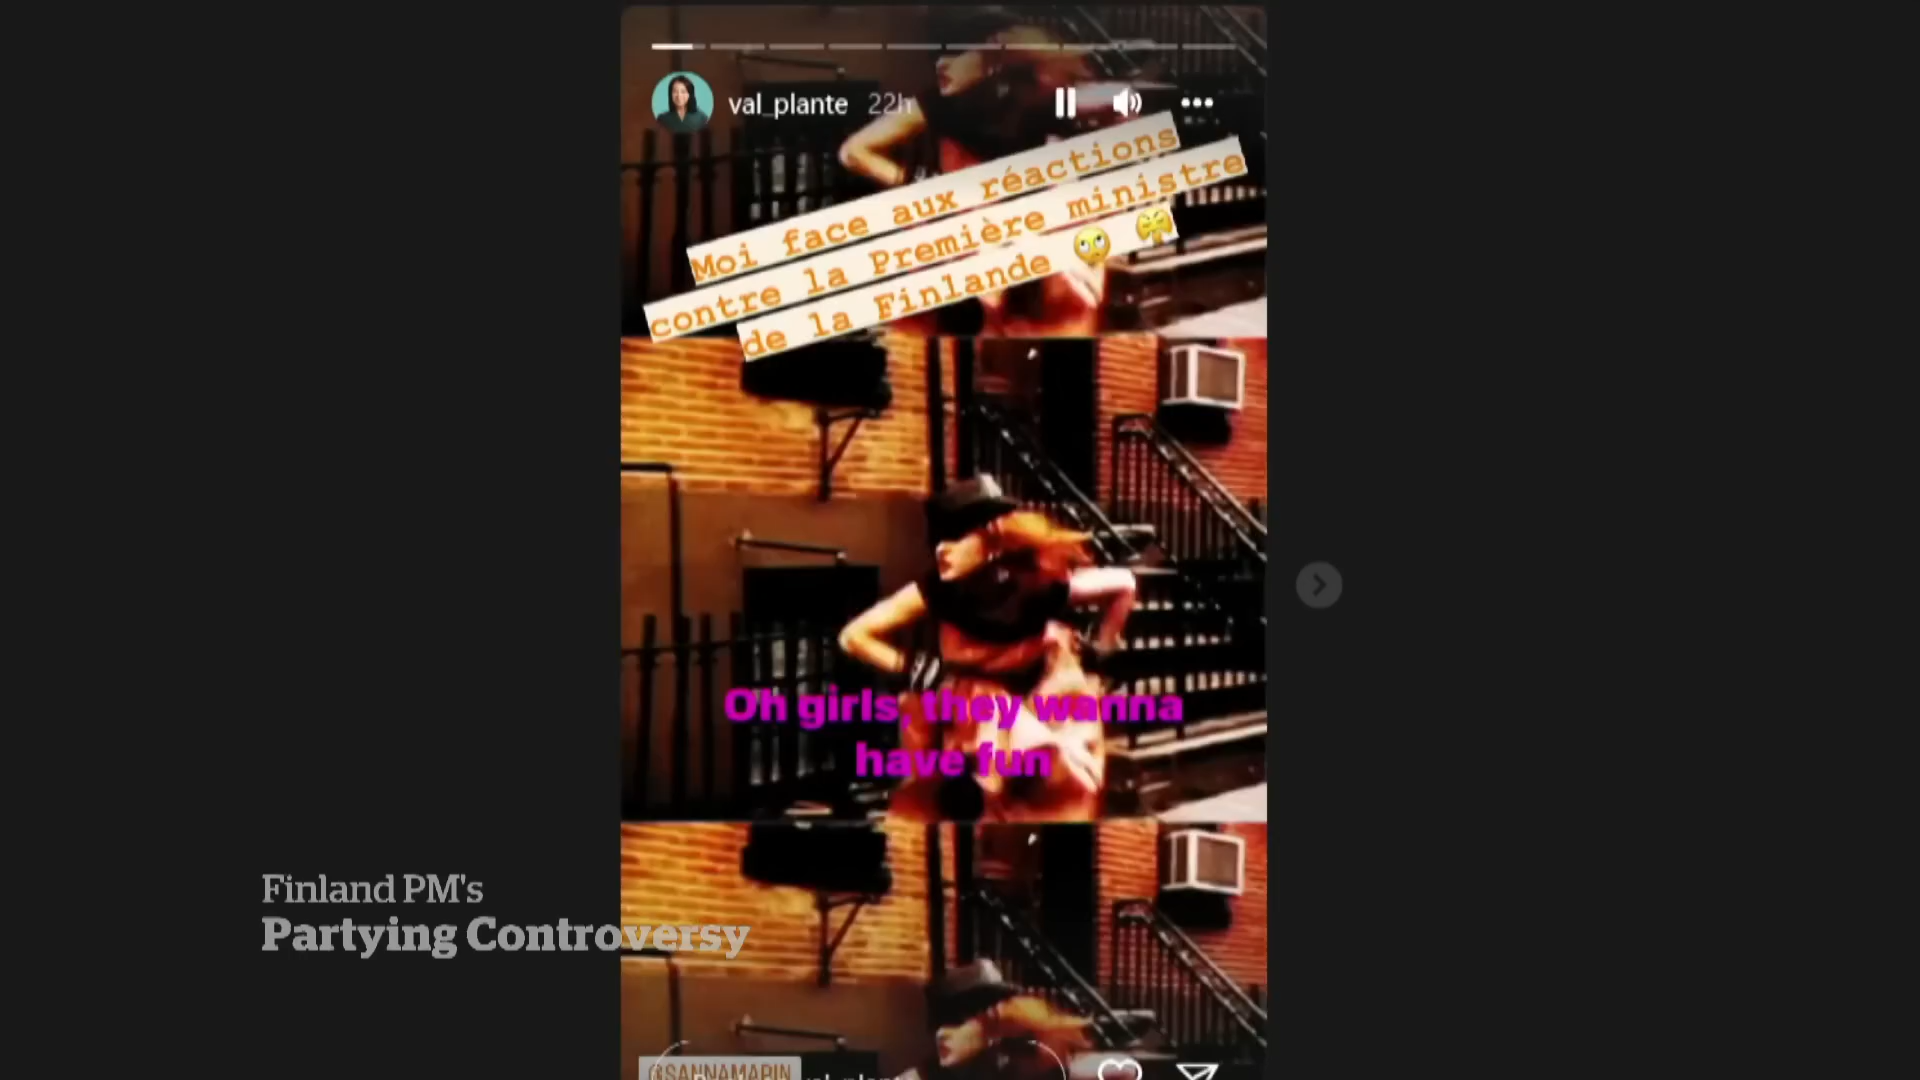 val_plante 22h
Moi face aux réactions
contre la Première ministre
de la Finlande
Oh girls, they wanna
have fun
Finland PM's
Partying Controversy
@SANNAMARIN